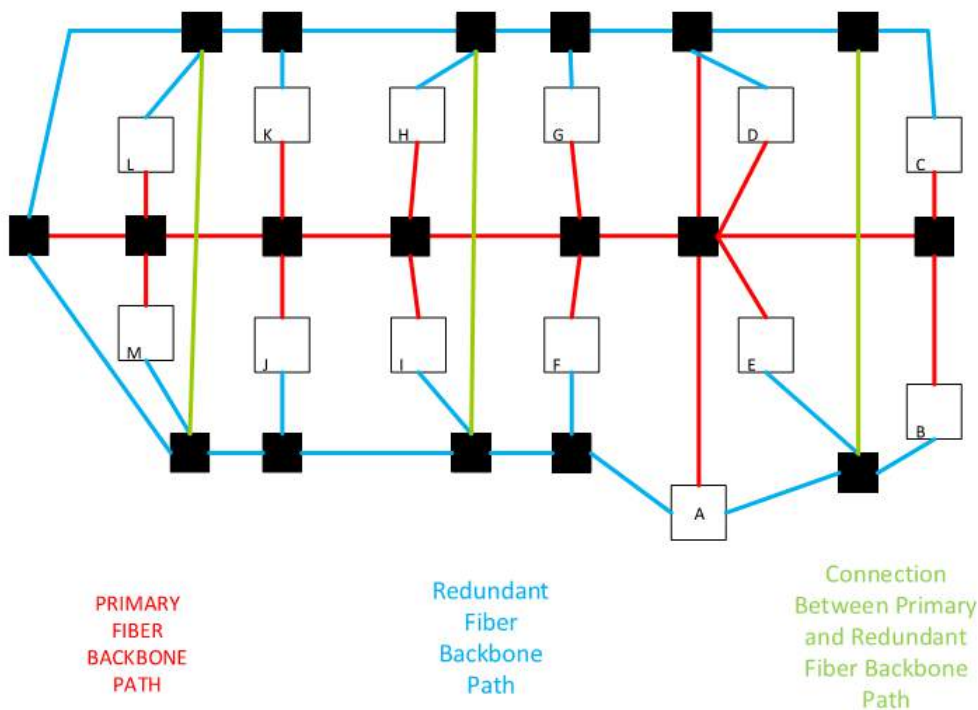 K
H
G
D
L
C
M
J
I
F
E
B
A
PRIMARY
FIBER
BACKBONE
PATH
Redundant
Fiber
Backbone
Path
Connection
Between Primary
and Redundant
Fiber Backbone
Path